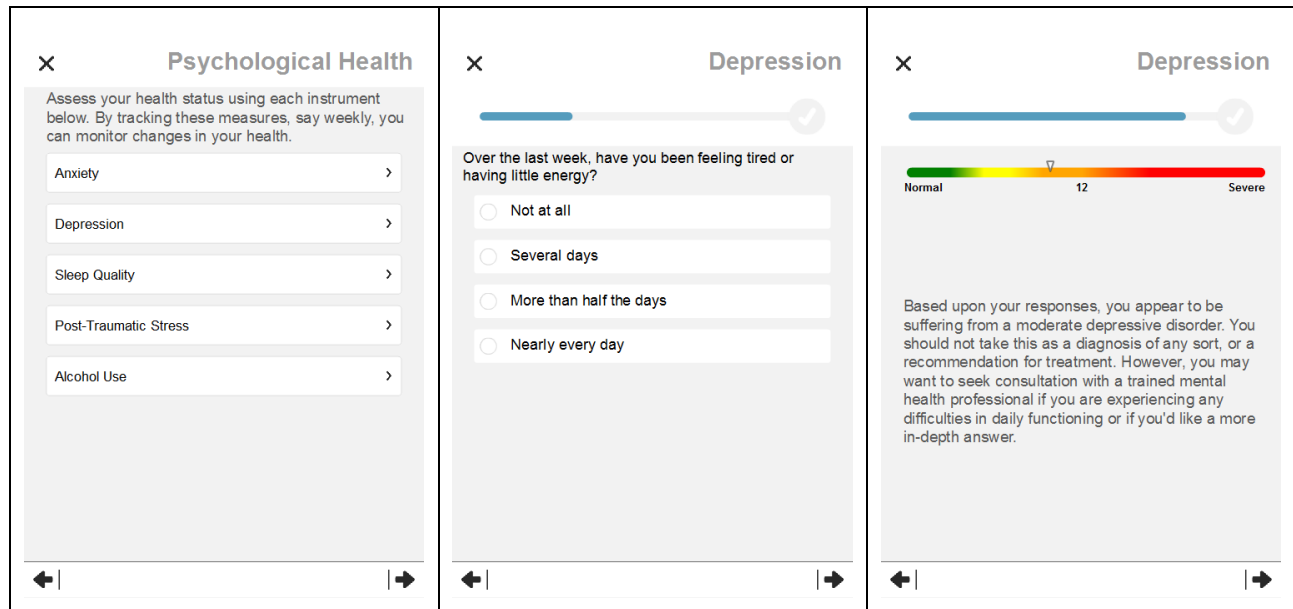 Psychological Health
Assess your health status using each instrument
below. By tracking these measures, say weekly, you
can monitor changes in your health.
Anxiety
Depression
Sleep Quality
Post-Traumatic Stress
Alcohol Use
Depression
Over the last week, have you been feeling tired or
having little energy?
Not at all
Several days
More than half the days
Nearly every day
Depression
Normal 12 Severe
Based upon your responses, you appear to be
suffering from a moderate depressive disorder. You
should not take this as a diagnosis of any sort, or a
recommendation for treatment. However, you may
want to seek consultation with a trained mental
health professional if you are experiencing any
difficulties in daily functioning or if you'd like a more
in-depth answer.